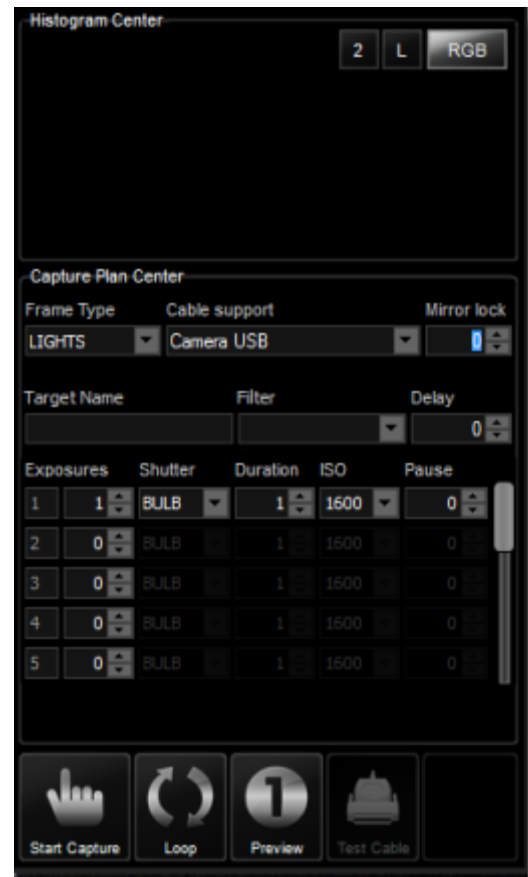 Histogram Center
2 L RGB
Capture Plan Center
Frame Type Cable support Mirror lock
LIGHTS Camera USB 0
Target Name Filter Delay
0
Exposures Shutter Duration ISO Pause
1 1 BULB 1 1600 0
2 0 BULB 1 1600 0
3 0 BULB 1 1600 0
4 0 BULB 1 1600 0
5 0 BULB 1 1600 0
1
Start Capture Loop Preview Test Cable